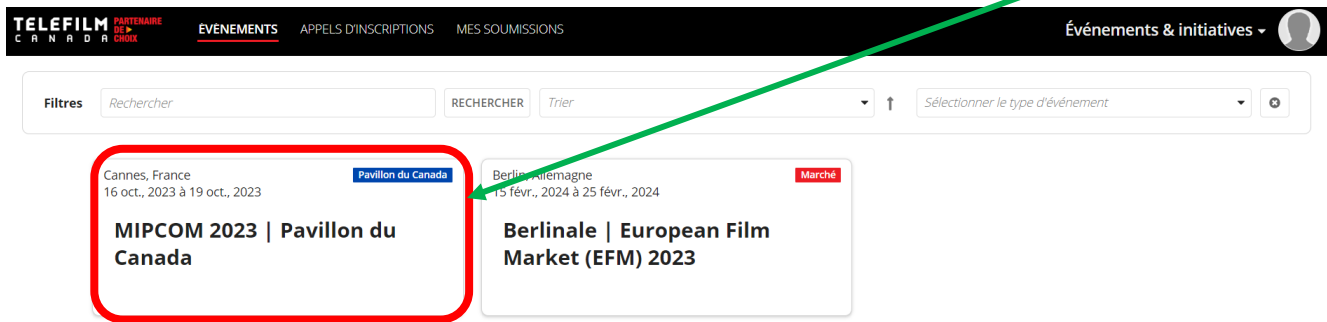 TELEFILM PARTENAIRE
CANADA DE CHOIX
ÉVÉNEMENTS APPELS D'INSCRIPTIONS MES SOUMISSIONS Événements & initiatives
Filtres Rechercher RECHERCHER Trier Sélectionner le type d'événement
Cannes, France Pavillon du Canada
16 oct., 2023 à 19 oct., 2023
MIPCOM 2023 | Pavillon du
Canada
Berlin, Allemagne Marché
15 févr., 2024 à 25 févr., 2024
Berlinale | European Film
Market (EFM) 2023